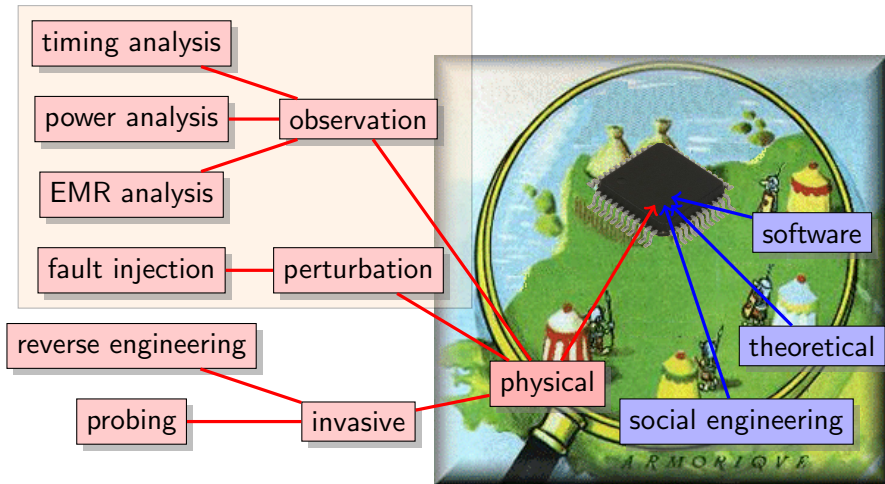 timing analysis
power analysis
observation
EMR analysis
fault injection
perturbation
software
reverse engineering
theoretical
physical
probing
invasive
social engineering
ARMORIQVE